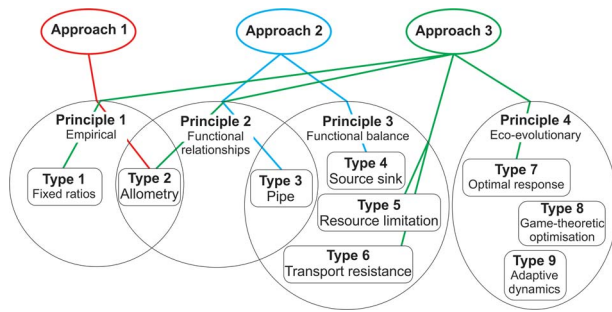 Approach 1
Approach 2
Approach 3
Principle 1
Empirical
Principle 2
Functional
relationships
Principle 3
Functional balance
Principle 4
Eco-evolutionary
Type 1
Fixed ratios
Type 2
Allometry
Type 3
Pipe
Type 4
Source sink
Type 5
Resource limitation
Type 6
Transport resistance
Type 7
Optimal response
Type 8
Game-theoretic
optimisation
Type 9
Adaptive
dynamics